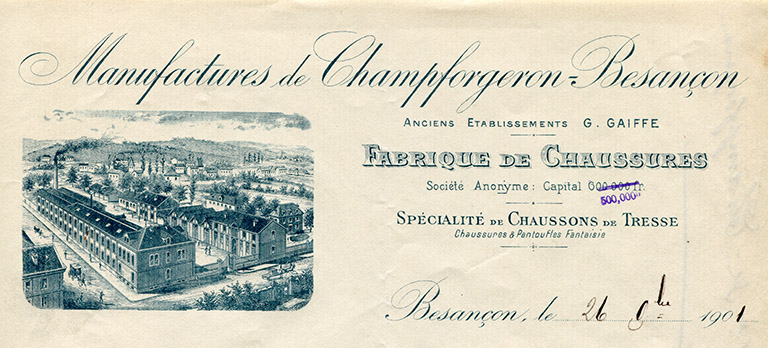 Manufactures de Champforgeron-Besançon
Anciens Etablissements G. GAIFFE
FABRIQUE DE CHAUSSURES
Société Anonyme: Capital 600.000 fr.
500,000
SPÉCIALITÉ DE CHAUSSONS DE TRESSE
Chaussures & Pantoufles Fantaisie
Besançon, le 26 1901